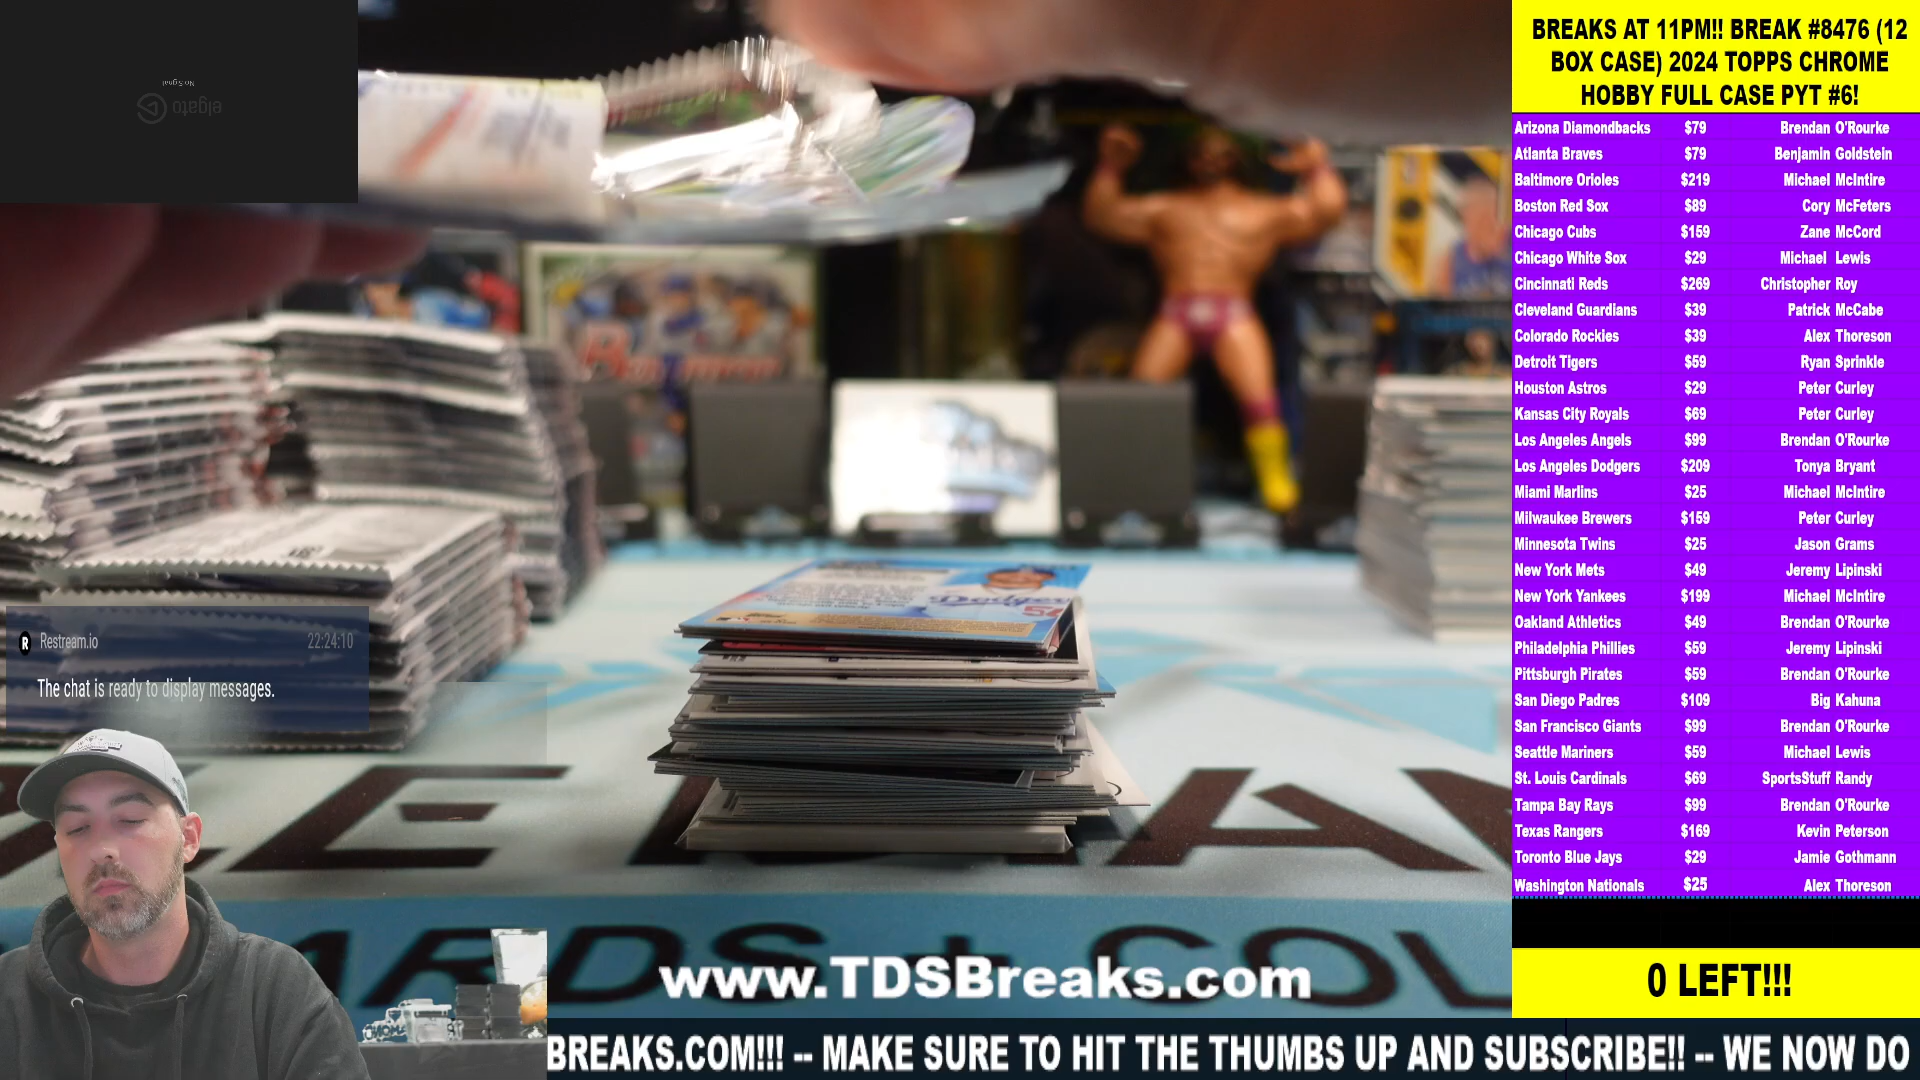 BREAKS AT 11PM!! BREAK #8476 (12
BOX CASE) 2024 TOPPS CHROME
HOBBY FULL CASE PYT #6!
Arizona Diamondbacks $79 Brendan O'Rourke
Atlanta Braves $79 Benjamin Goldstein
Baltimore Orioles $219 Michael McIntire
Boston Red Sox $89 Cory McFeters
Chicago Cubs $159 Zane McCord
Chicago White Sox $29 Michael Lewis
Cincinnati Reds $269 Christopher Roy
Cleveland Guardians $39 Patrick McCabe
Colorado Rockies $39 Alex Thoreson
Detroit Tigers $59 Ryan Sprinkle
Houston Astros $29 Peter Curley
Kansas City Royals $69 Peter Curley
Los Angeles Angels $99 Brendan O'Rourke
Los Angeles Dodgers $209 Tonya Bryant
Miami Marlins $25 Michael McIntire
Milwaukee Brewers $159 Peter Curley
Minnesota Twins $25 Jason Grams
New York Mets $49 Jeremy Lipinski
New York Yankees $199 Michael McIntire
Oakland Athletics $49 Brendan O'Rourke
Philadelphia Phillies $59 Jeremy Lipinski
Pittsburgh Pirates $59 Brendan O'Rourke
San Diego Padres $109 Big Kahuna
San Francisco Giants $99 Brendan O'Rourke
Seattle Mariners $59 Michael Lewis
St. Louis Cardinals $69 SportsStuff Randy
Tampa Bay Rays $99 Brendan O'Rourke
Texas Rangers $169 Kevin Peterson
Toronto Blue Jays $29 Jamie Gothmann
Washington Nationals $25 Alex Thoreson
0 LEFT!!!
No Signal
elgato
Bowman
Dodgers
R Restream.io 22:24:10
The chat is ready to display messages.
www.TDSBreaks.com
BREAKS.COM!!! -- MAKE SURE TO HIT THE THUMBS UP AND SUBSCRIBE!! -- WE NOW DO